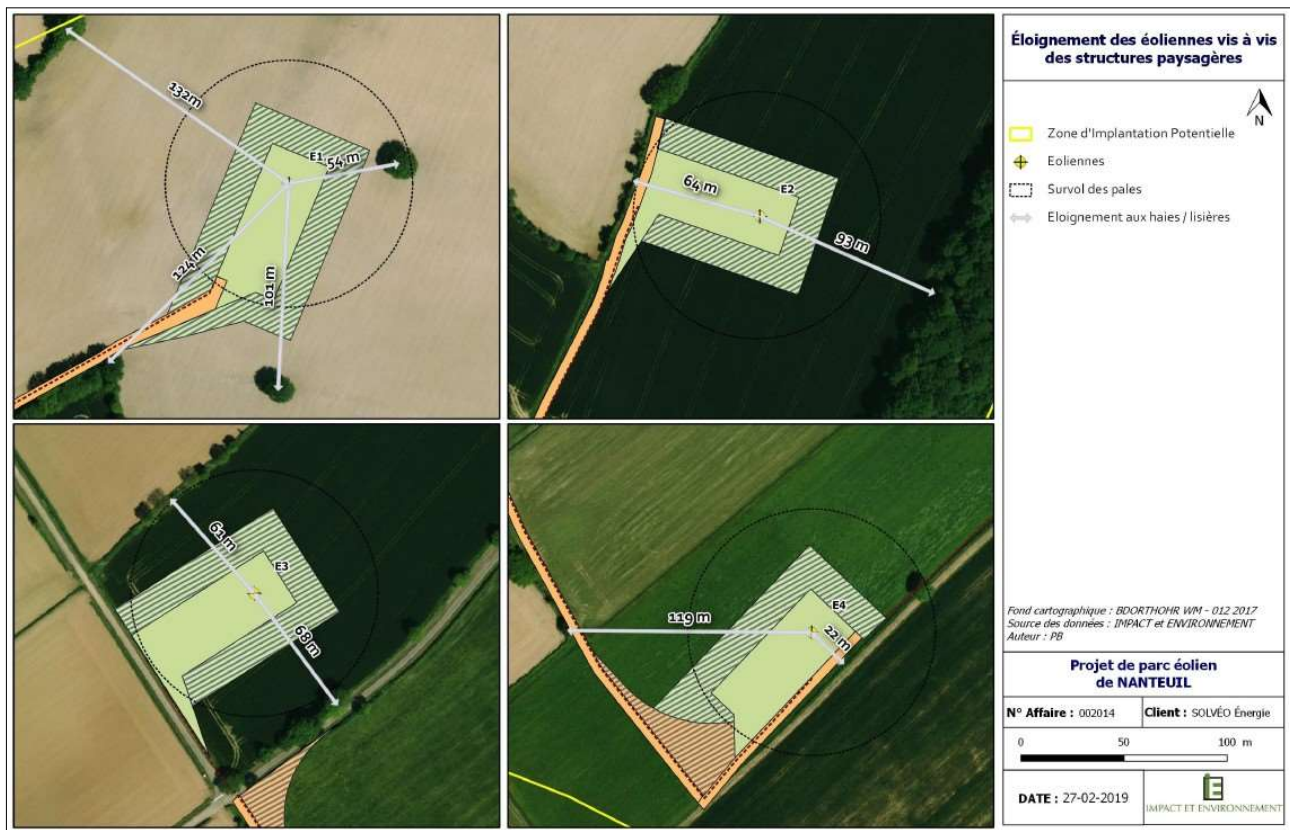 132m
E1
54 m
124 m
101 m
64 m
E2
93 m
61 m
E3
68 m
119 m
E4
22 m
Éloignement des éoliennes vis à vis
des structures paysagères
N
Zone d'Implantation Potentielle
Eoliennes
Survol des pales
Eloignement aux haies / lisières
Fond cartographique : BDORTHOHR WM - 012 2017
Source des données : IMPACT et ENVIRONNEMENT
Auteur : PB
Projet de parc éolien
de NANTEUIL
N° Affaire : 002014
Client : SOLVÉO Énergie
0 50 100 m
DATE : 27-02-2019
IMPACT ET ENVIRONNEMENT